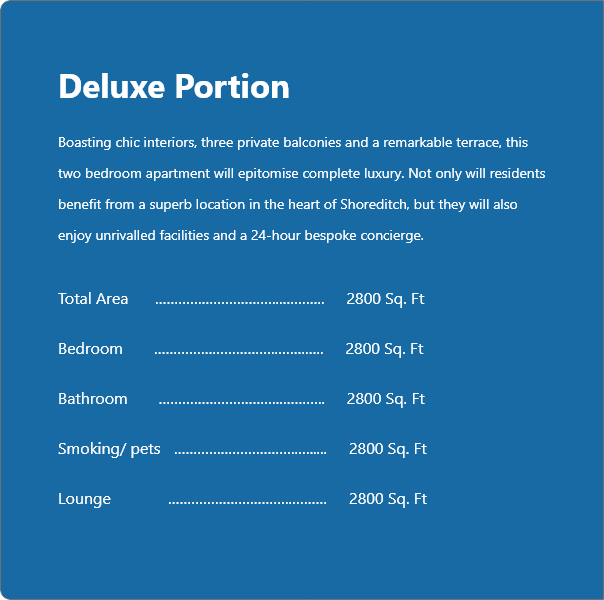 Deluxe Portion
Boasting chic interiors, three private balconies and a remarkable terrace, this
two bedroom apartment will epitomise complete luxury. Not only will residents
benefit from a superb location in the heart of Shoreditch, but they will also
enjoy unrivalled facilities and a 24-hour bespoke concierge.
Total Area ............................................ 2800 Sq. Ft
Bedroom ............................................ 2800 Sq. Ft
Bathroom ........................................... 2800 Sq. Ft
Smoking/ pets ....................................... 2800 Sq. Ft
Lounge ......................................... 2800 Sq. Ft